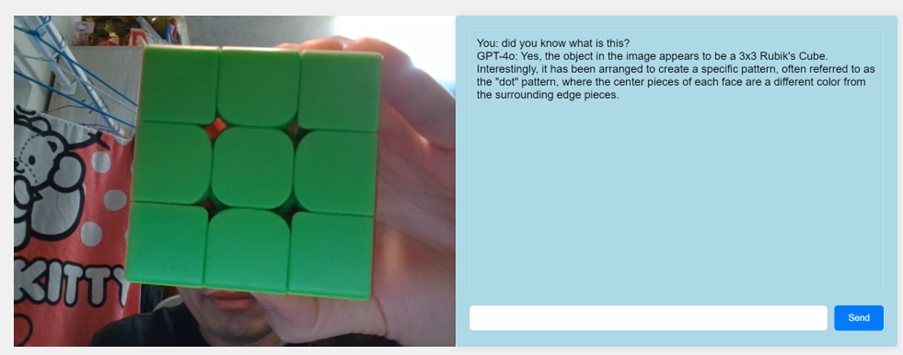 KITTY
You: did you know what is this?
GPT-4o: Yes, the object in the image appears to be a 3x3 Rubik's Cube.
Interestingly, it has been arranged to create a specific pattern, often referred to as
the "dot" pattern, where the center pieces of each face are a different color from
the surrounding edge pieces.
Send